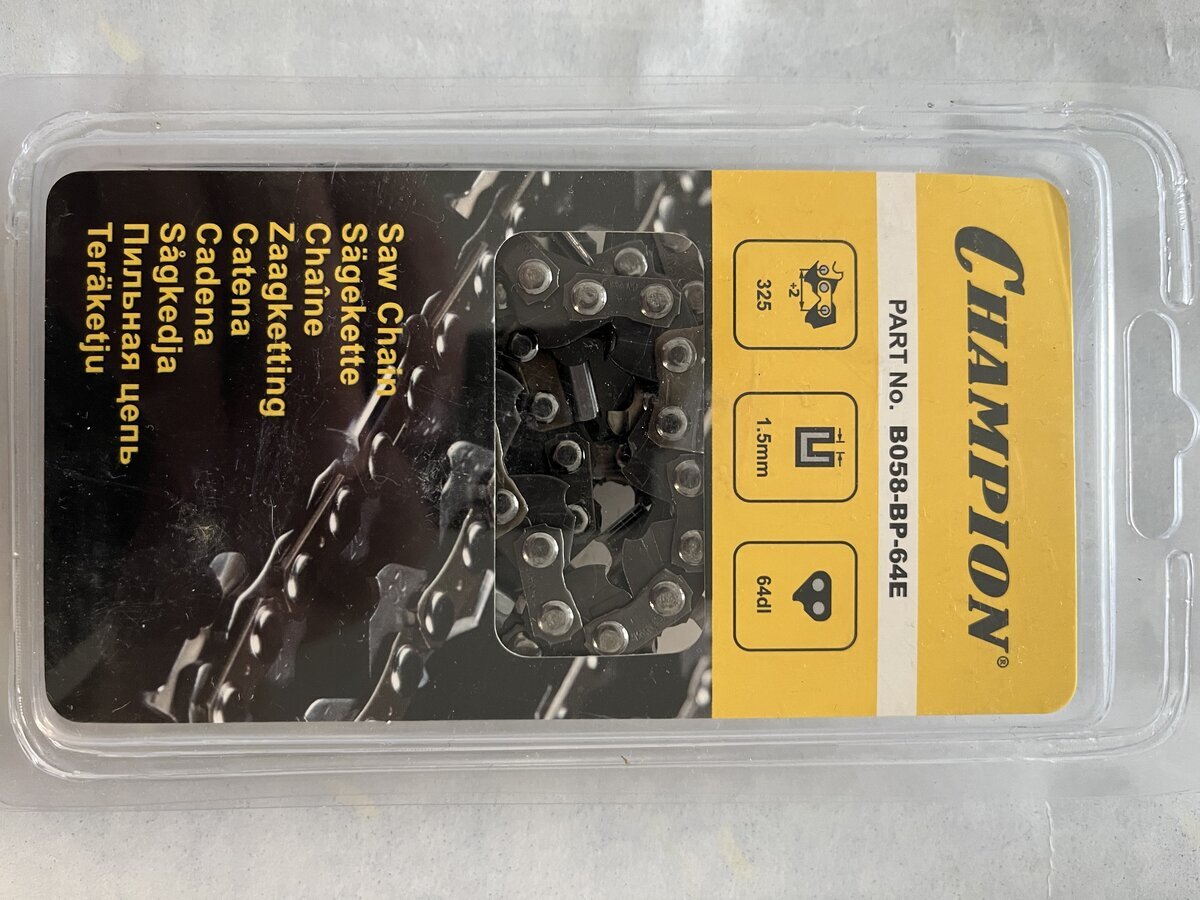 CHAMPION®
PART No. B058-BP-64E
÷2
325
1.5mm
64dl
Saw Chain
Sägekette
Chaîne
Zaagketting
Catena
Cadena
Sågkedja
Пильная цепь
Teräketju